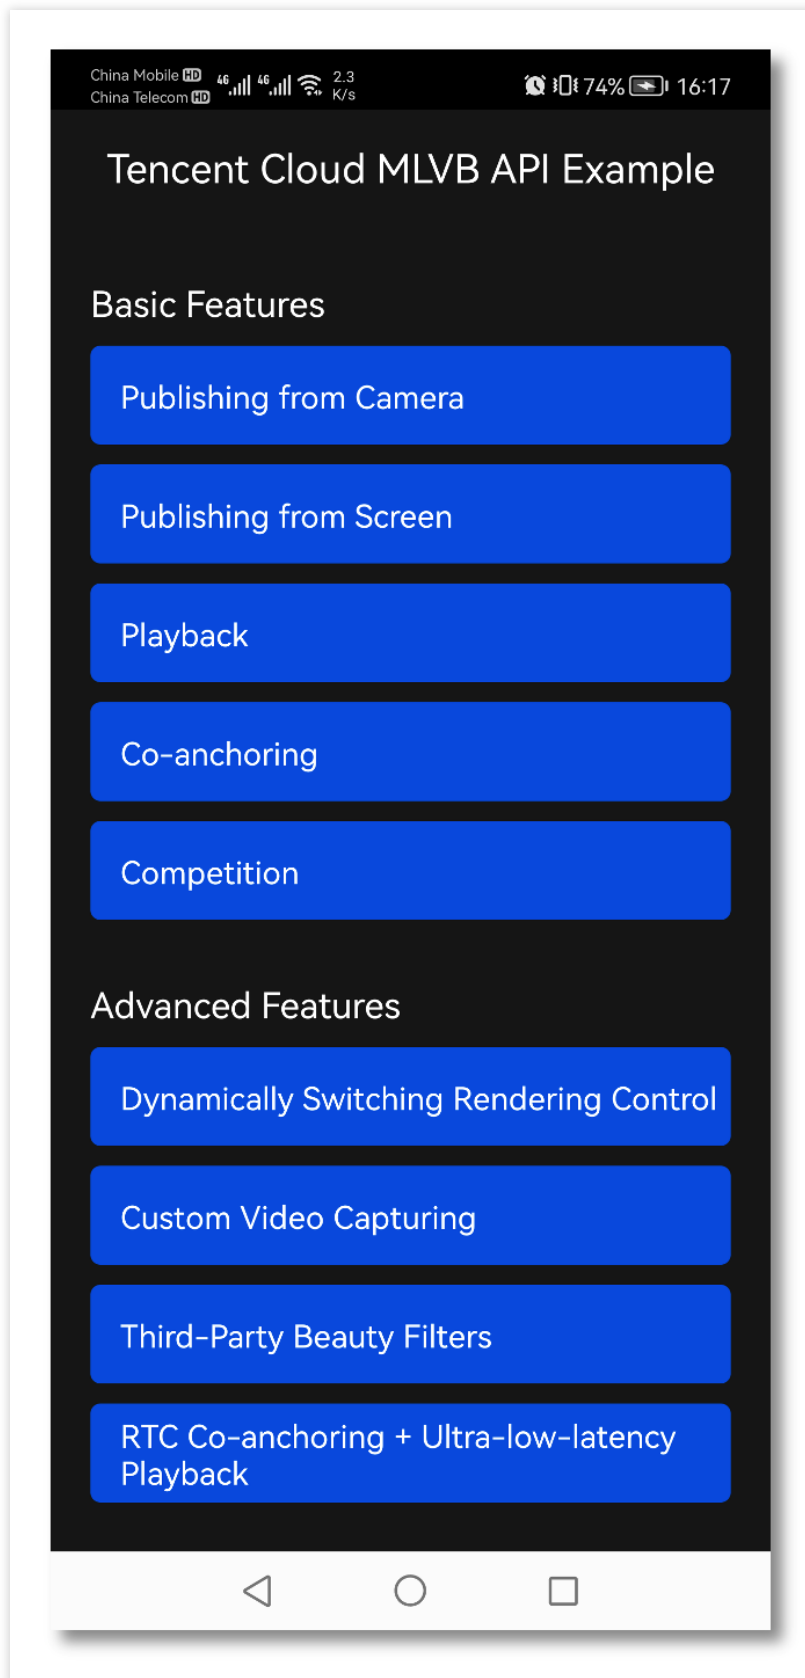 China Mobile HD
China Telecom HD
4G 4G 2.3 K/s 74% 16:17
Tencent Cloud MLVB API Example
Basic Features
Publishing from Camera
Publishing from Screen
Playback
Co-anchoring
Competition
Advanced Features
Dynamically Switching Rendering Control
Custom Video Capturing
Third-Party Beauty Filters
RTC Co-anchoring + Ultra-low-latency
Playback